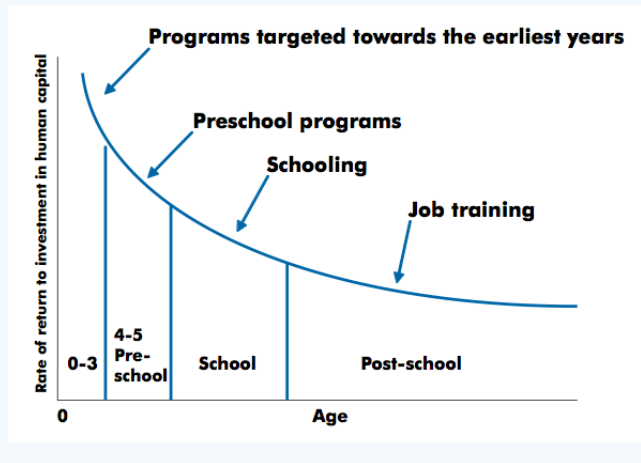 Programs targeted towards the earliest years
Preschool programs
Schooling
Job training
Rate of return to investment in human capital
0-3
4-5
Pre-
school
School
Post-school
0
Age